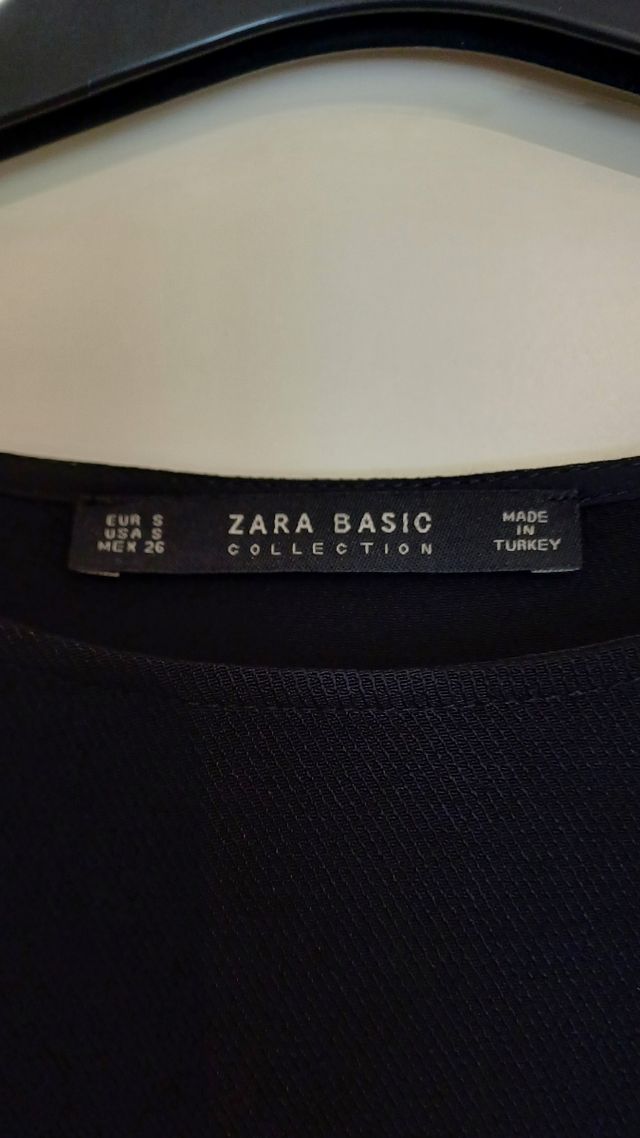 EUR S
USA S
MEX 26
ZARA BASIC
COLLECTION
MADE
IN
TURKEY